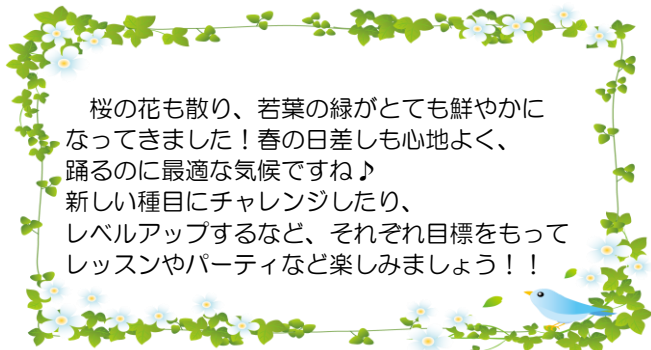 桜の花も散り、若葉の緑がとても鮮やかに
なってきました！春の日差しも心地よく、
踊るのに最適な気候ですね♪
新しい種目にチャレンジしたり、
レベルアップするなど、それぞれ目標をもって
レッスンやパーティなど楽しみましょう！！